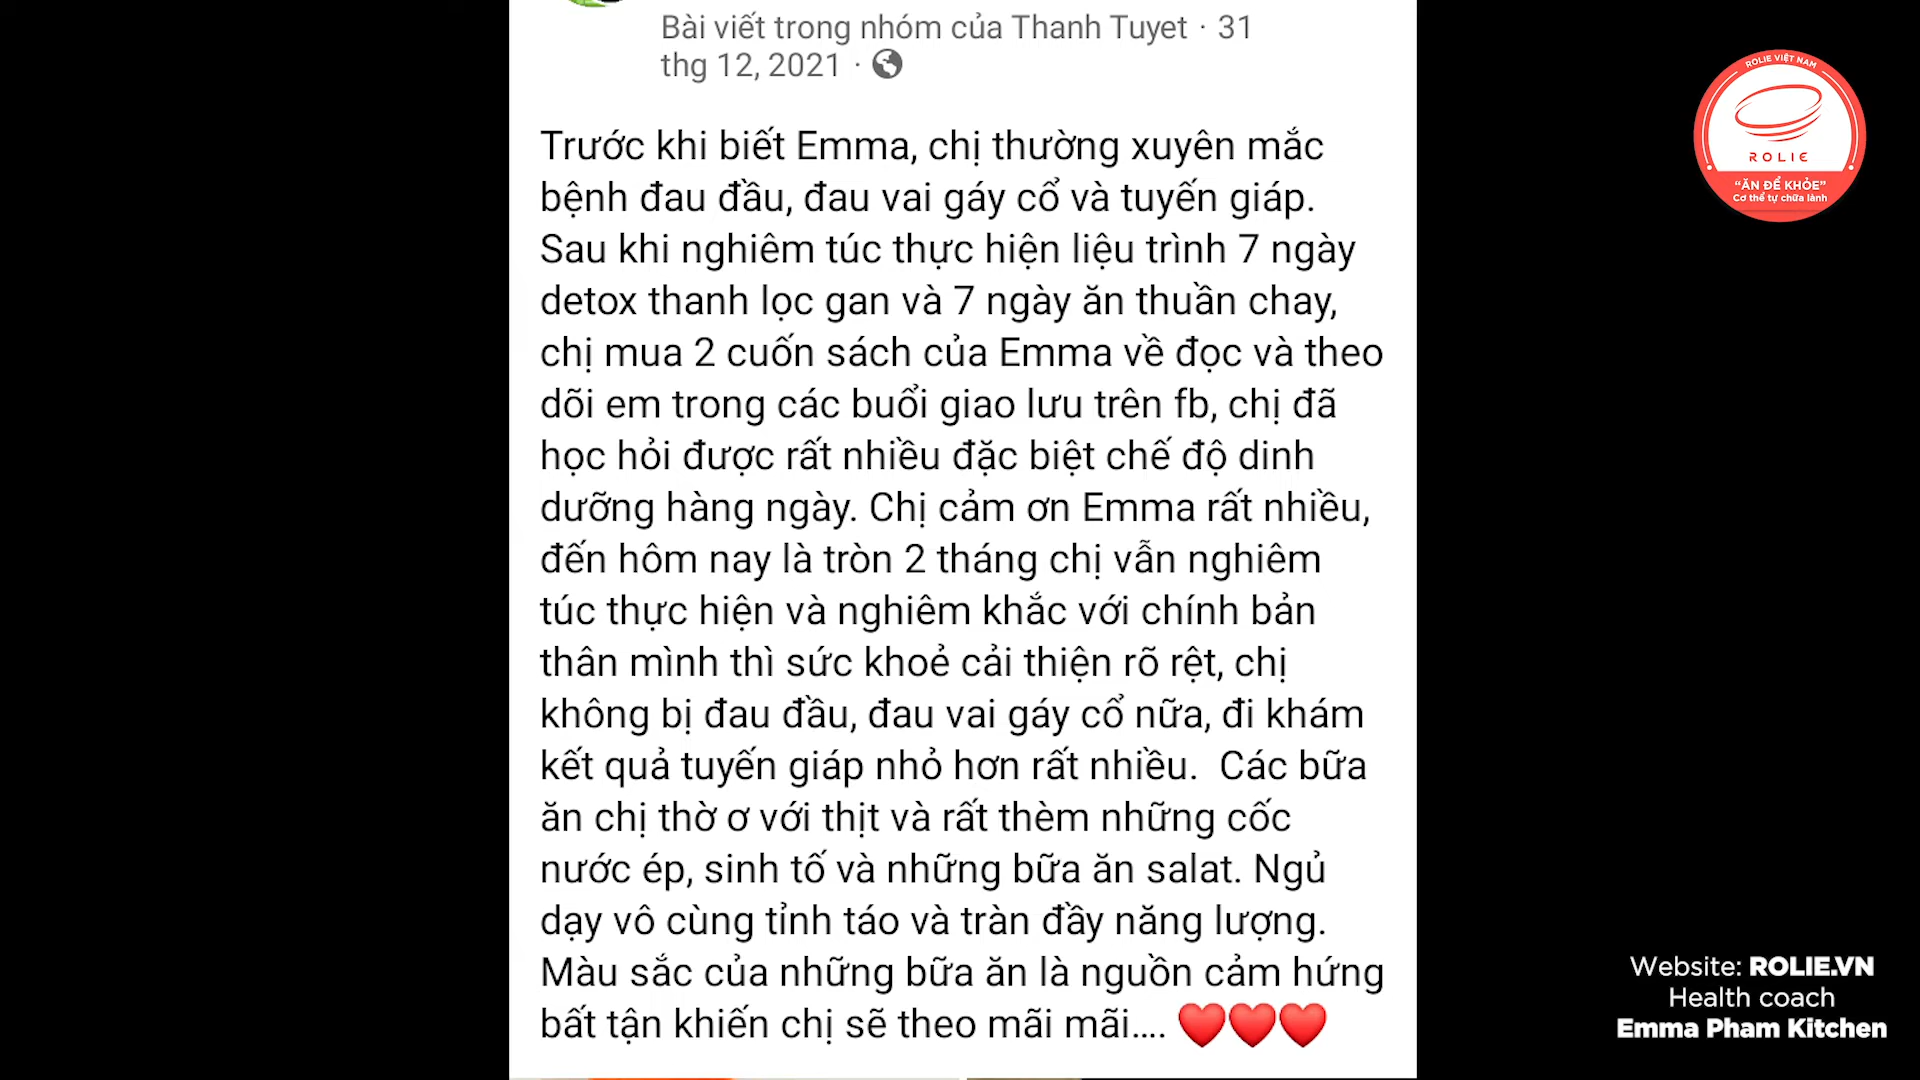 Bài viết trong nhóm của Thanh Tuyet · 31
thg 12, 2021 ·
Trước khi biết Emma, chị thường xuyên mắc
bệnh đau đầu, đau vai gáy cổ và tuyến giáp.
Sau khi nghiêm túc thực hiện liệu trình 7 ngày
detox thanh lọc gan và 7 ngày ăn thuần chay,
chị mua 2 cuốn sách của Emma về đọc và theo
dõi em trong các buổi giao lưu trên fb, chị đã
học hỏi được rất nhiều đặc biệt chế độ dinh
dưỡng hàng ngày. Chị cảm ơn Emma rất nhiều,
đến hôm nay là tròn 2 tháng chị vẫn nghiêm
túc thực hiện và nghiêm khắc với chính bản
thân mình thì sức khoẻ cải thiện rõ rệt, chị
không bị đau đầu, đau vai gáy cổ nữa, đi khám
kết quả tuyến giáp nhỏ hơn rất nhiều.  Các bữa
ăn chị thờ ơ với thịt và rất thèm những cốc
nước ép, sinh tố và những bữa ăn salat. Ngủ
dạy vô cùng tỉnh táo và tràn đầy năng lượng.
Màu sắc của những bữa ăn là nguồn cảm hứng
bất tận khiến chị sẽ theo mãi mãi.... ❤️❤️❤️
ROLIE VIỆT NAM
ROLIE
“ĂN ĐỂ KHỎE”
Cơ thể tự chữa lành
Website: ROLIE.VN
Health coach
Emma Pham Kitchen